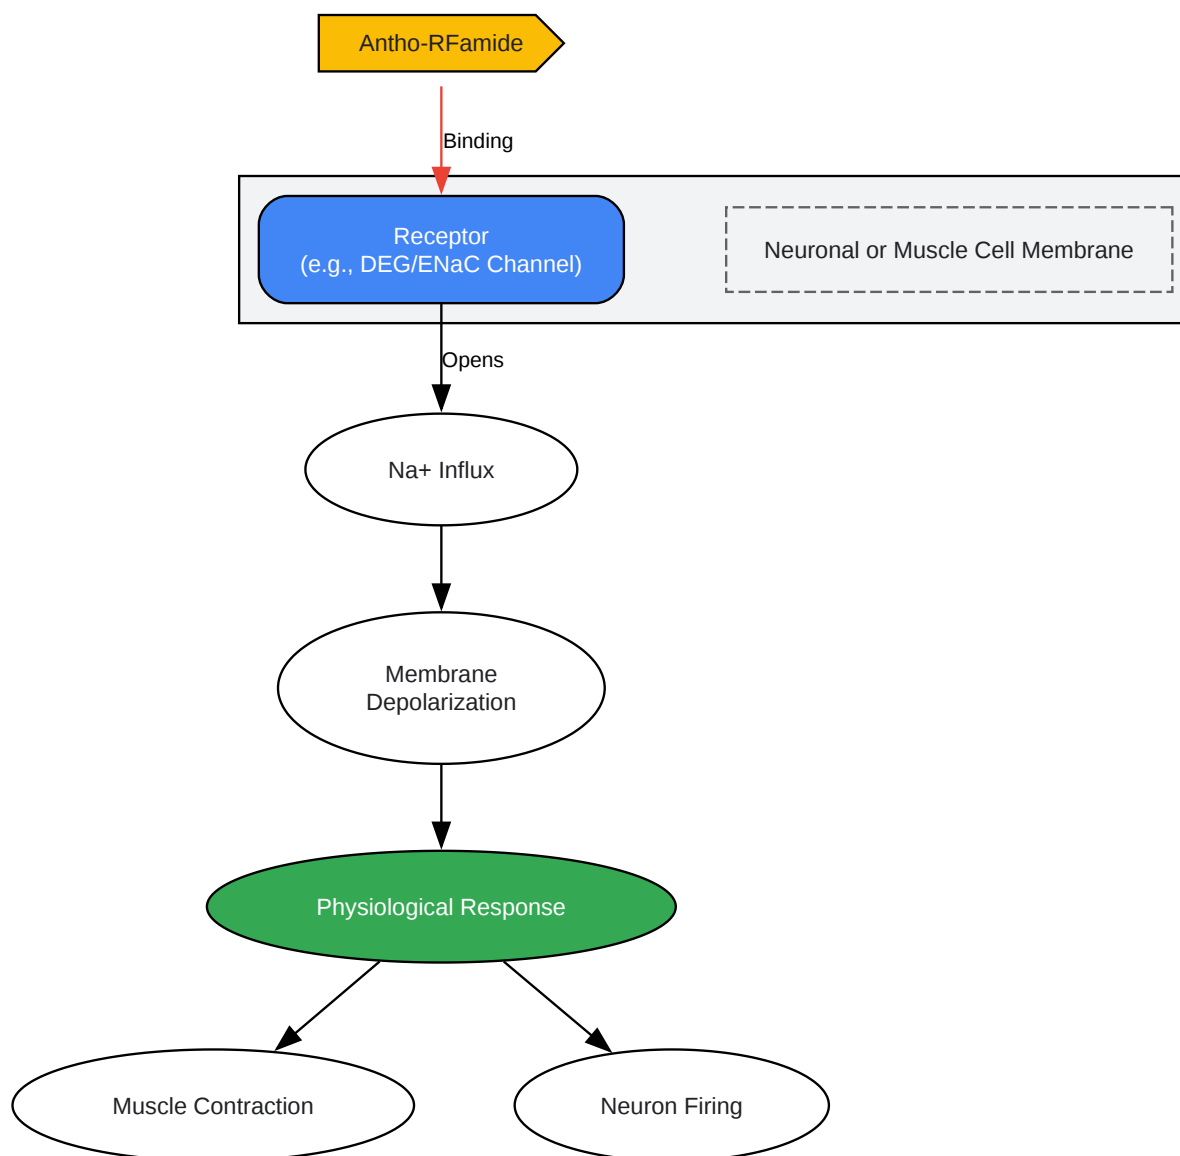 Antho-RFamide
Binding
Receptor
(e.g., DEG/ENaC Channel)
Neuronal or Muscle Cell Membrane
Opens
Na+ Influx
Membrane
Depolarization
Physiological Response
Muscle Contraction
Neuron Firing